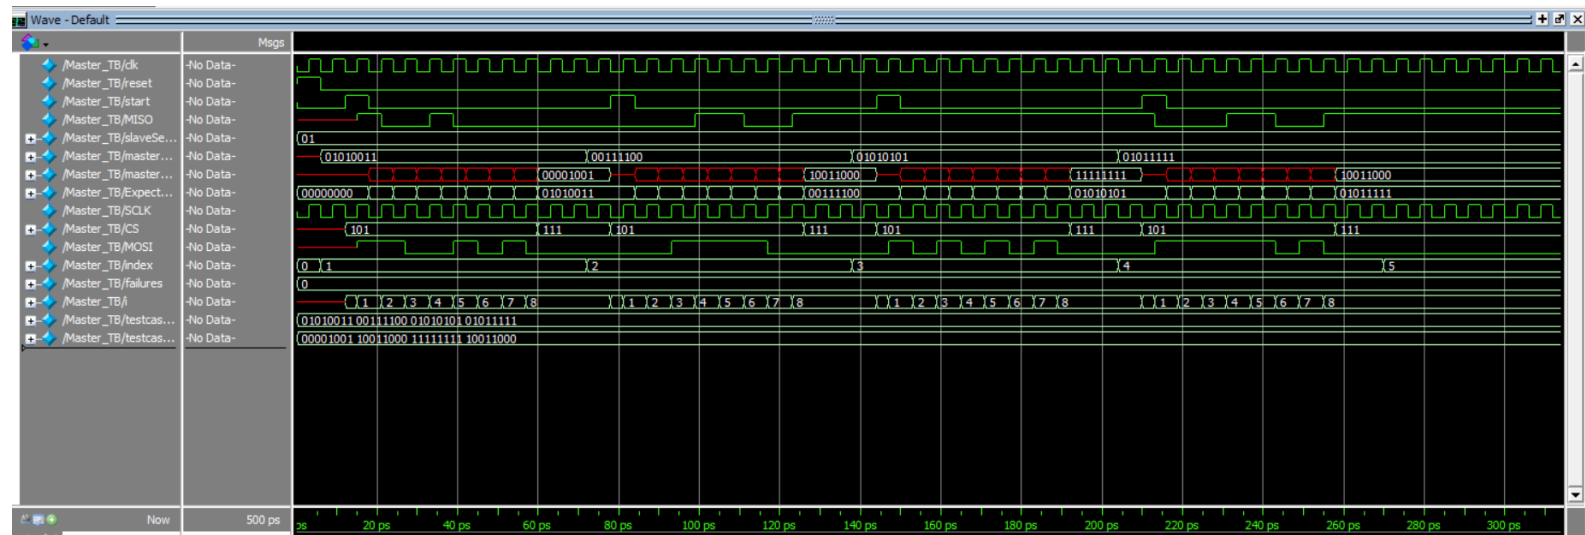 Wave - Default
Msgs
/Master_TB/clk -No Data-
/Master_TB/reset -No Data-
/Master_TB/start -No Data-
/Master_TB/MISO -No Data-
/Master_TB/slaveSe... -No Data- 01
/Master_TB/master... -No Data- 01010011 00111100 01010101 01011111
/Master_TB/master... -No Data- 00001001 10011000 11111111 10011000
/Master_TB/Expect... -No Data- 00000000 01010011 00111100 01010101 01011111
/Master_TB/SCLK -No Data-
/Master_TB/CS -No Data- 101 111 101 111 101 111 101 111
/Master_TB/MOSI -No Data-
/Master_TB/index -No Data- 0 1 2 3 4 5
/Master_TB/failures -No Data- 0
/Master_TB/i -No Data- 1 2 3 4 5 6 7 8 1 2 3 4 5 6 7 8 1 2 3 4 5 6 7 8 1 2 3 4 5 6 7 8
/Master_TB/testcas... -No Data- 01010011 00111100 01010101 01011111
/Master_TB/testcas... -No Data- 00001001 10011000 11111111 10011000
Now 500 ps ps 20 ps 40 ps 60 ps 80 ps 100 ps 120 ps 140 ps 160 ps 180 ps 200 ps 220 ps 240 ps 260 ps 280 ps 300 ps